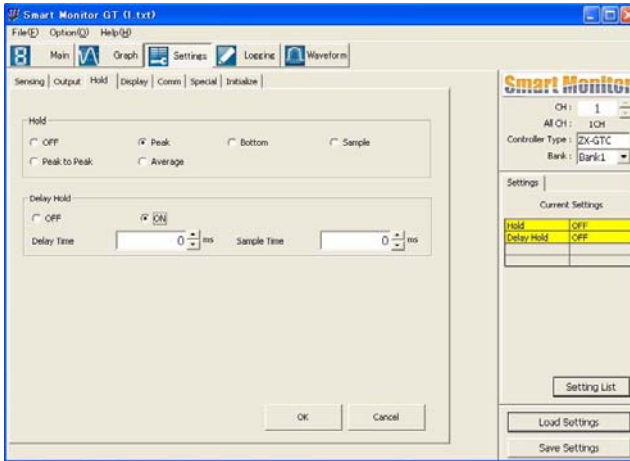 Smart Monitor GT (1.txt)
File(F) Option(O) Help(H)
Main Graph Settings Logging Waveform
Sensing Output Hold Display Comm Special Initialize
Hold
OFF Peak Bottom Sample
Peak to Peak Average
Delay Hold
OFF ON
Delay Time 0 ms Sample Time 0 ms
OK Cancel
Smart Monitor
CH : 1
All CH : 1CH
Controller Type : ZX-GTC
Bank : Bank1
Settings
Current Settings
Hold OFF
Delay Hold OFF
Setting List
Load Settings
Save Settings